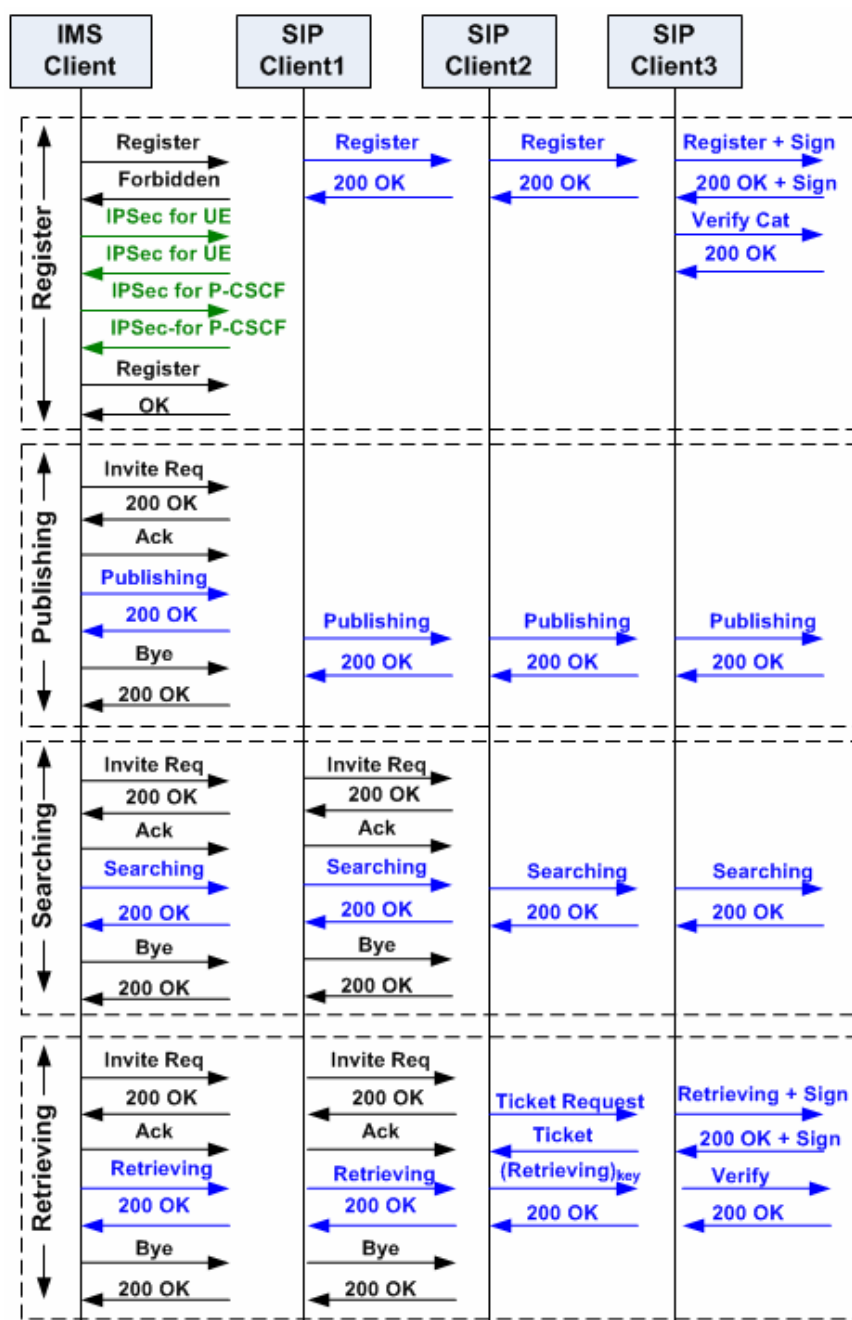 IMS Client
SIP Client1
SIP Client2
SIP Client3
Register
Register
Forbidden
IPSec for UE
IPSec for UE
IPSec for P-CSCF
IPSec-for P-CSCF
Register
OK
Register
200 OK
Register
200 OK
Register + Sign
200 OK + Sign
Verify Cat
200 OK
Publishing
Invite Req
200 OK
Ack
Publishing
200 OK
Bye
200 OK
Publishing
200 OK
Publishing
200 OK
Publishing
200 OK
Searching
Invite Req
200 OK
Ack
Searching
200 OK
Bye
200 OK
Invite Req
200 OK
Ack
Searching
200 OK
Bye
200 OK
Searching
200 OK
Searching
200 OK
Retrieving
Invite Req
200 OK
Ack
Retrieving
200 OK
Bye
200 OK
Invite Req
200 OK
Ack
Retrieving
200 OK
Bye
200 OK
Ticket Request
Ticket
(Retrieving)key
200 OK
Retrieving + Sign
200 OK + Sign
Verify
200 OK